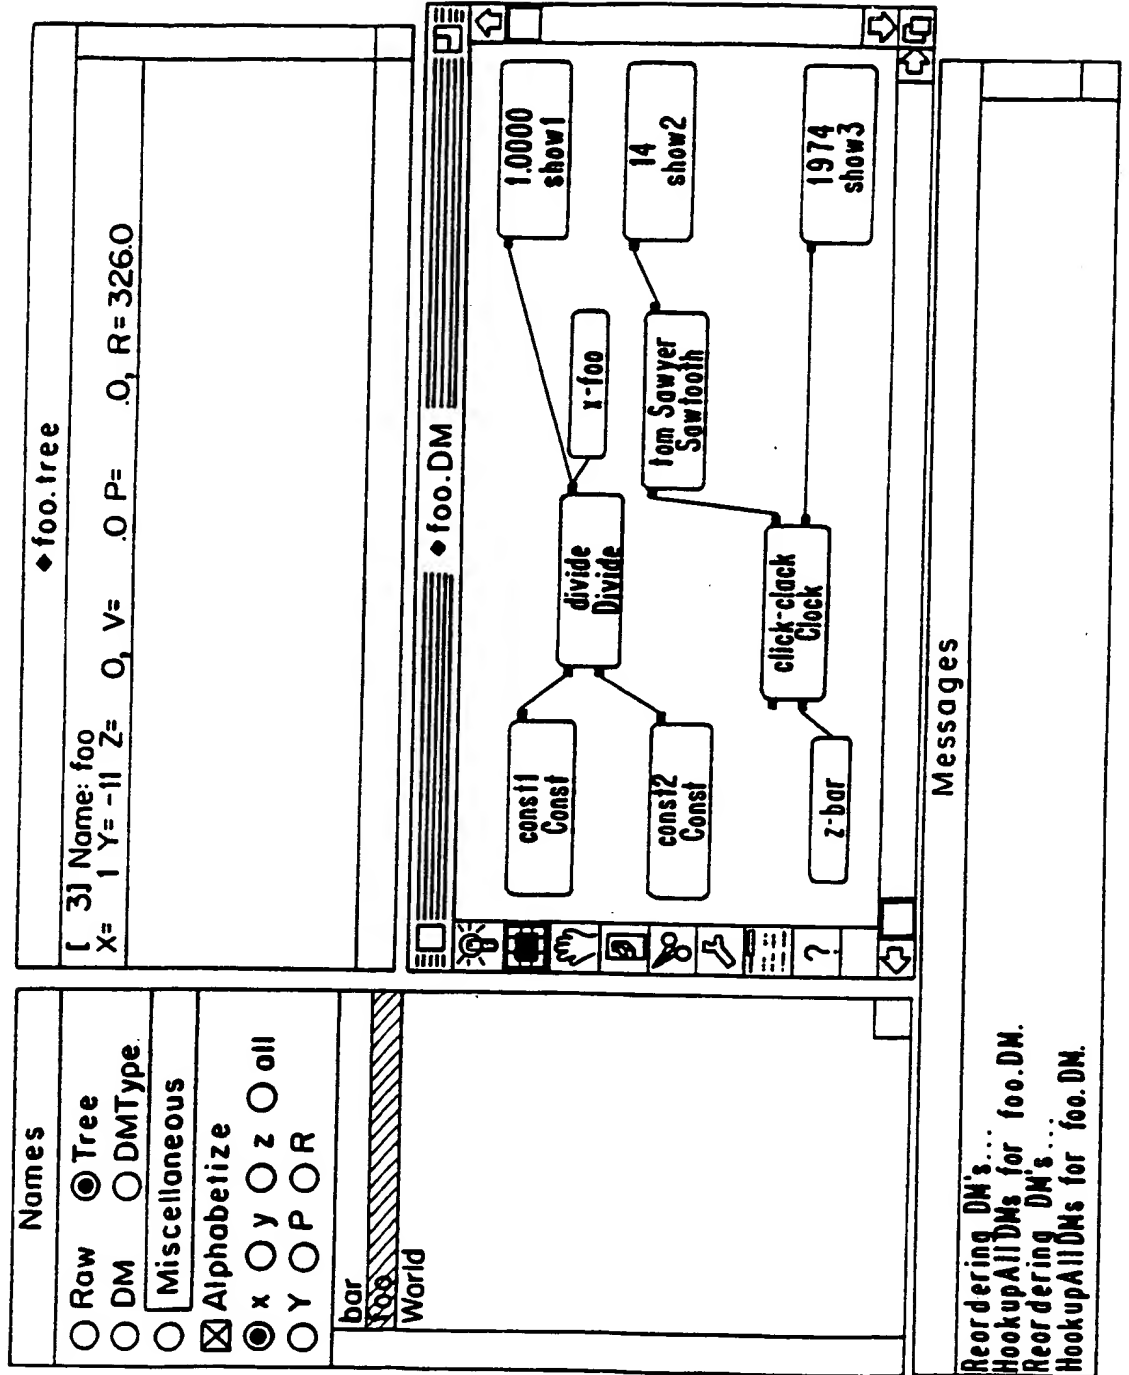 Names
Raw Tree
DM DMType
Miscellaneous
Alphabetize
x y z all
Y P R
bar
foo
World
◆foo.tree
[ 3] Name: foo
X= 1 Y= -11 Z= 0, V= .0 P= .0, R= 326.0
◆foo.DM
const1
Const
const2
Const
z-bar
divide
Divide
click-clack
Clock
x-foo
tom Sawyer
Sawtooth
1.0000
show1
14
show2
1974
show3
?
Messages
Reordering DM's...
HookupAllDMs for foo.DM.
Reordering DM's...
HookupAllDMs for foo.DM.